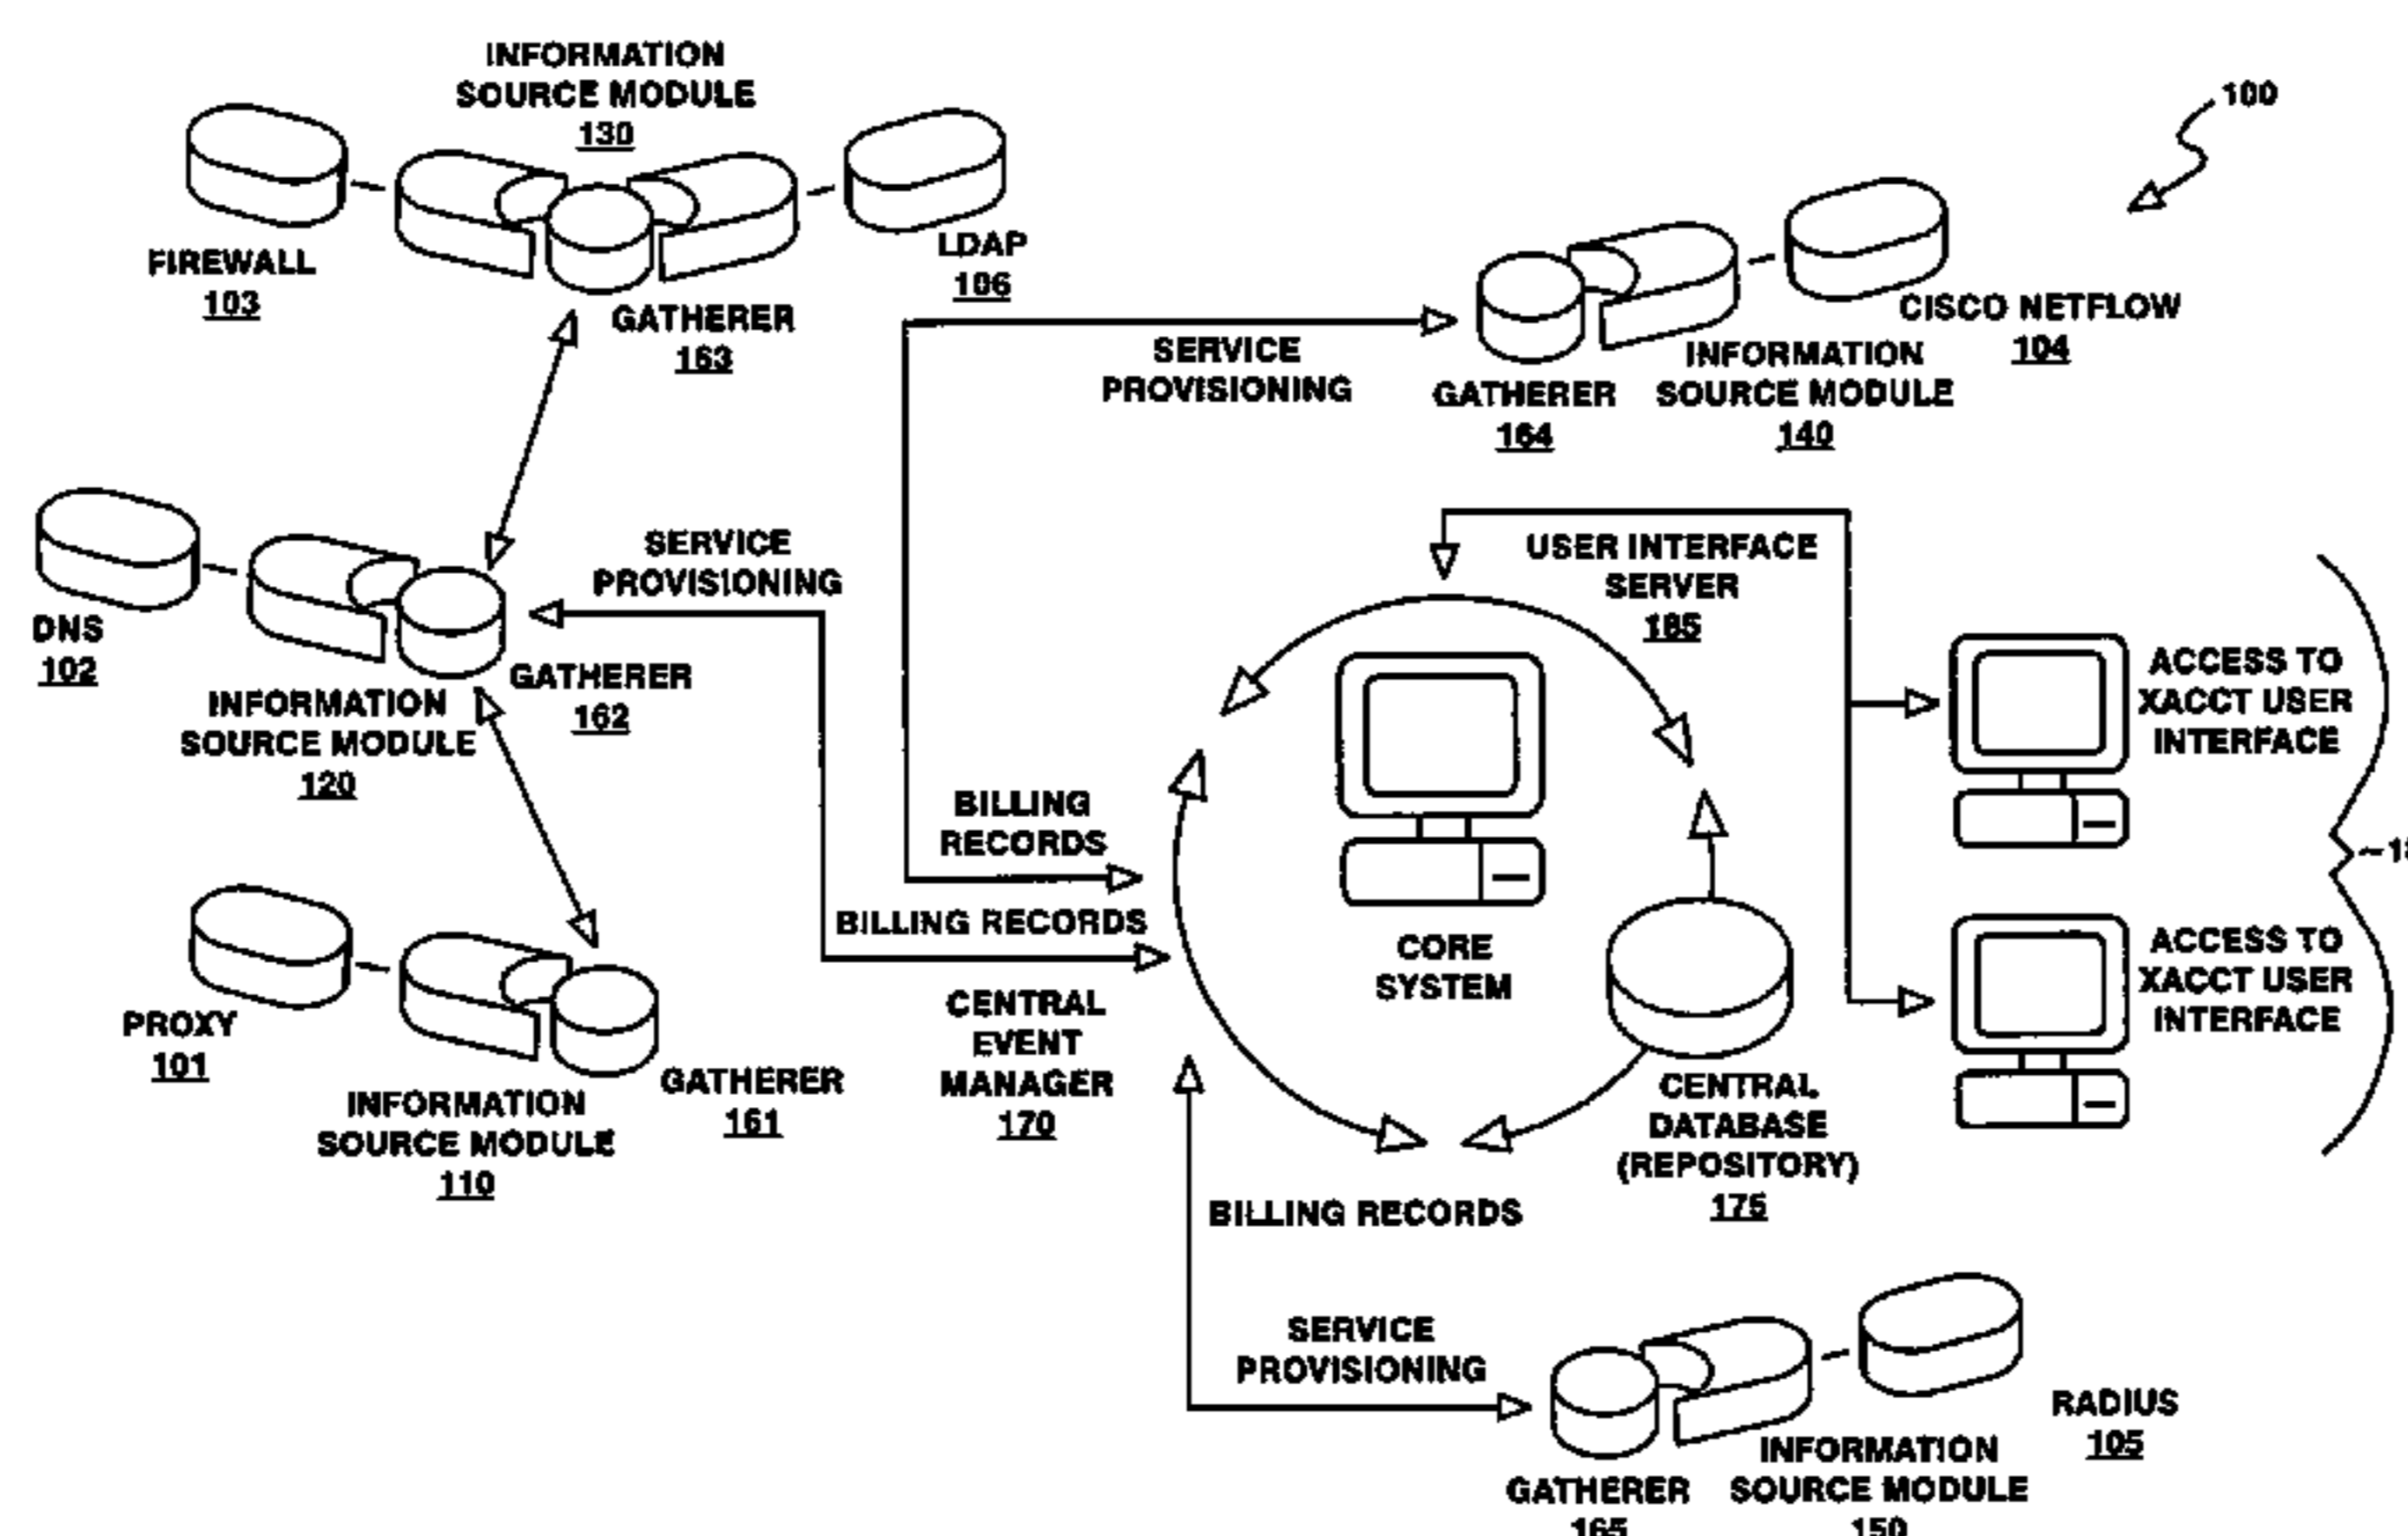 INFORMATION
SOURCE MODULE
130
100
FIREWALL
103
LDAP
106
GATHERER
163
CISCO NETFLOW
104
SERVICE
PROVISIONING
GATHERER
164
INFORMATION
SOURCE MODULE
140
DNS
102
SERVICE
PROVISIONING
USER INTERFACE
SERVER
185
GATHERER
162
INFORMATION
SOURCE MODULE
120
ACCESS TO
XACCT USER
INTERFACE
BILLING
RECORDS
BILLING RECORDS
CORE
SYSTEM
ACCESS TO
XACCT USER
INTERFACE
PROXY
101
CENTRAL
EVENT
MANAGER
170
GATHERER
161
INFORMATION
SOURCE MODULE
110
CENTRAL
DATABASE
(REPOSITORY)
175
BILLING RECORDS
SERVICE
PROVISIONING
RADIUS
105
GATHERER
165
INFORMATION
SOURCE MODULE
150